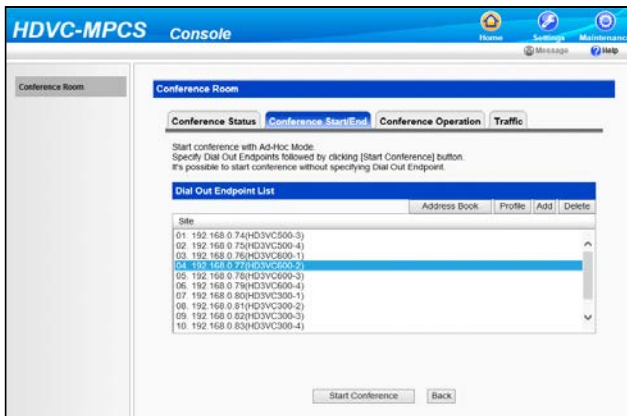 HDVC-MPCS Console
Home Settings Maintenance
Message Help
Conference Room
Conference Room
Conference Status Conference Start/End Conference Operation Traffic
Start conference with Ad-Hoc Mode.
Specify Dial Out Endpoints followed by clicking [Start Conference] button.
It's possible to start conference without specifying Dial Out Endpoint.
Dial Out Endpoint List
Address Book Profile Add Delete
Site
01. 192.168.0.74(HD3VC500-3)
02. 192.168.0.75(HD3VC500-4)
03. 192.168.0.76(HD3VC600-1)
04. 192.168.0.77(HD3VC600-2)
05. 192.168.0.78(HD3VC600-3)
06. 192.168.0.79(HD3VC600-4)
07. 192.168.0.80(HD3VC300-1)
08. 192.168.0.81(HD3VC300-2)
09. 192.168.0.82(HD3VC300-3)
10. 192.168.0.83(HD3VC300-4)
Start Conference Back